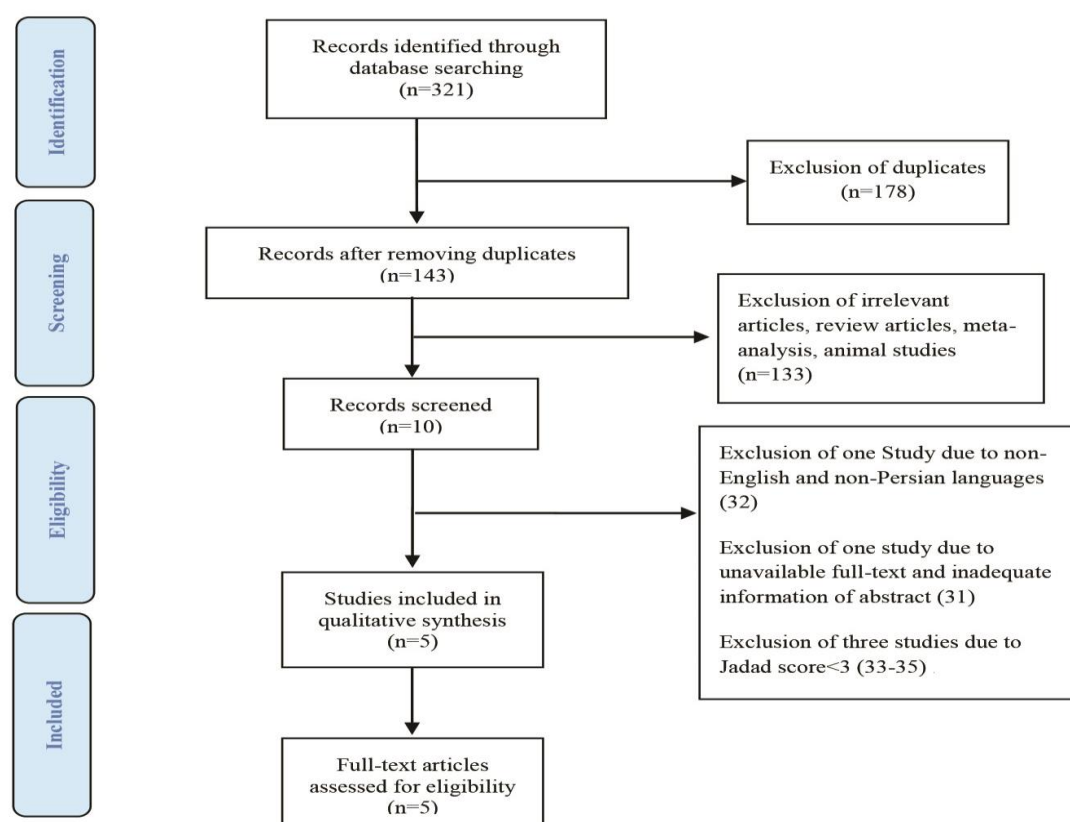 Identification
Records identified through
database searching
(n=321)
Exclusion of duplicates
(n=178)
Screening
Records after removing duplicates
(n=143)
Exclusion of irrelevant
articles, review articles, meta-
analysis, animal studies
(n=133)
Records screened
(n=10)
Eligibility
Exclusion of one Study due to non-
English and non-Persian languages
(32)
Exclusion of one study due to
unavailable full-text and inadequate
information of abstract (31)
Exclusion of three studies due to
Jadad score<3 (33-35)
Studies included in
qualitative synthesis
(n=5)
Included
Full-text articles
assessed for eligibility
(n=5)